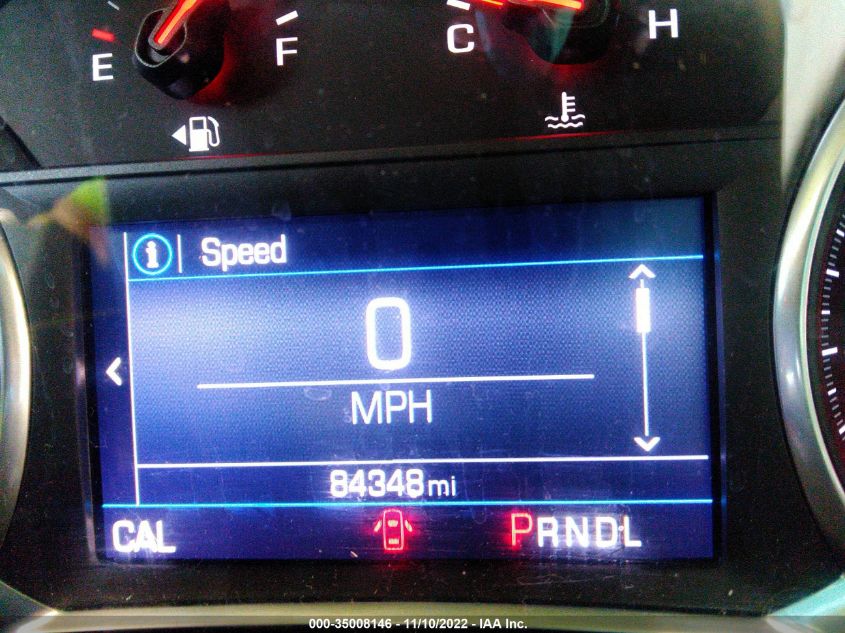 E F C H
Speed
0
MPH
84348 mi
CAL PRNDL
000-35008146 - 11/10/2022 - IAA Inc.